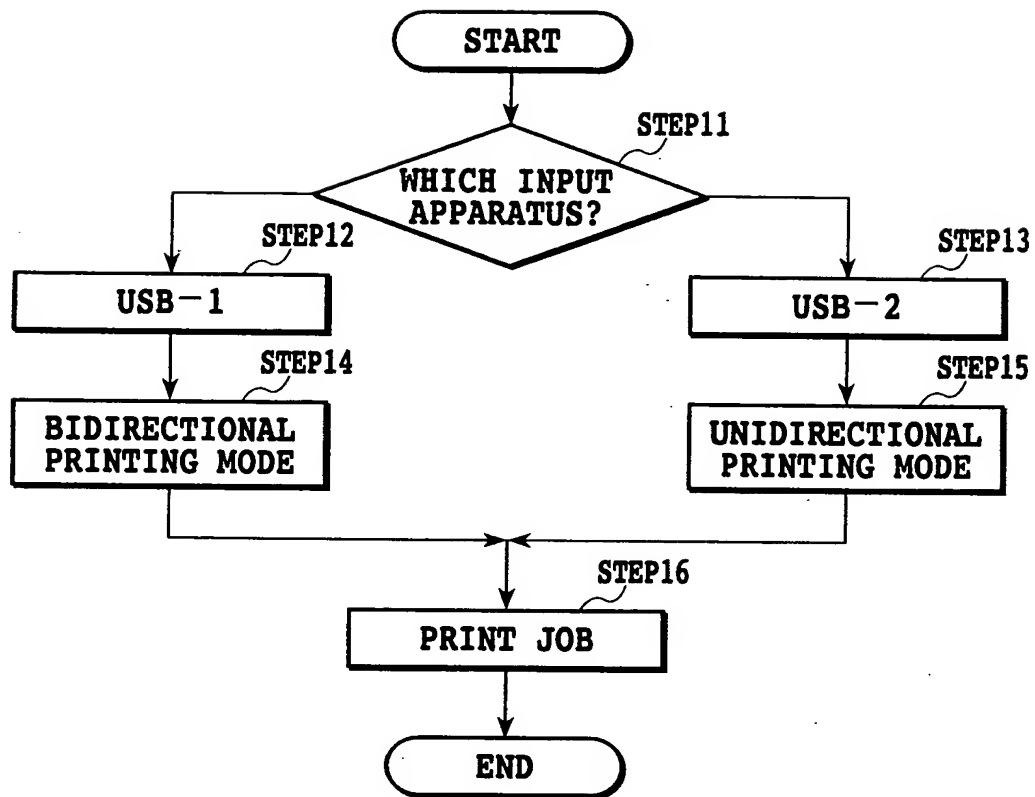 START
STEP11
WHICH INPUT
APPARATUS?
STEP12
USB-1
STEP13
USB-2
STEP14
BIDIRECTIONAL
PRINTING MODE
STEP15
UNIDIRECTIONAL
PRINTING MODE
STEP16
PRINT JOB
END